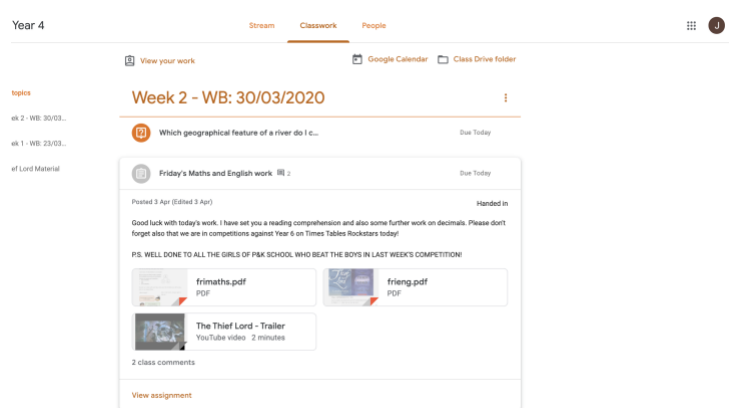 Year 4
Stream Classwork People
J
View your work
Google Calendar Class Drive folder
topics
Week 2 - WB: 30/03/2020
ek 2 - WB: 30/03...
Which geographical feature of a river do I c... Due Today
ek 1 - WB: 23/03...
ef Lord Material
Friday's Maths and English work 2 Due Today
Posted 3 Apr (Edited 3 Apr) Handed in
Good luck with today's work. I have set you a reading comprehension and also some further work on decimals. Please don't
forget also that we are in competitions against Year 6 on Times Tables Rockstars today!
P.S. WELL DONE TO ALL THE GIRLS OF P&K SCHOOL WHO BEAT THE BOYS IN LAST WEEK'S COMPETITION!
frimaths.pdf
PDF
frieng.pdf
PDF
The Thief Lord - Trailer
YouTube video 2 minutes
2 class comments
View assignment